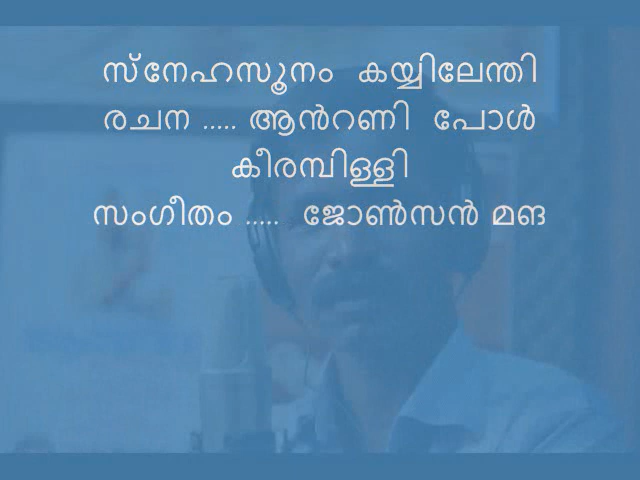 സ്നേഹസൂനം കയ്യിലേന്തി
രചന ..... ആൻറണി പോൾ
കീരമ്പിള്ളി
സംഗീതം ..... ജോൺസൻ മങ